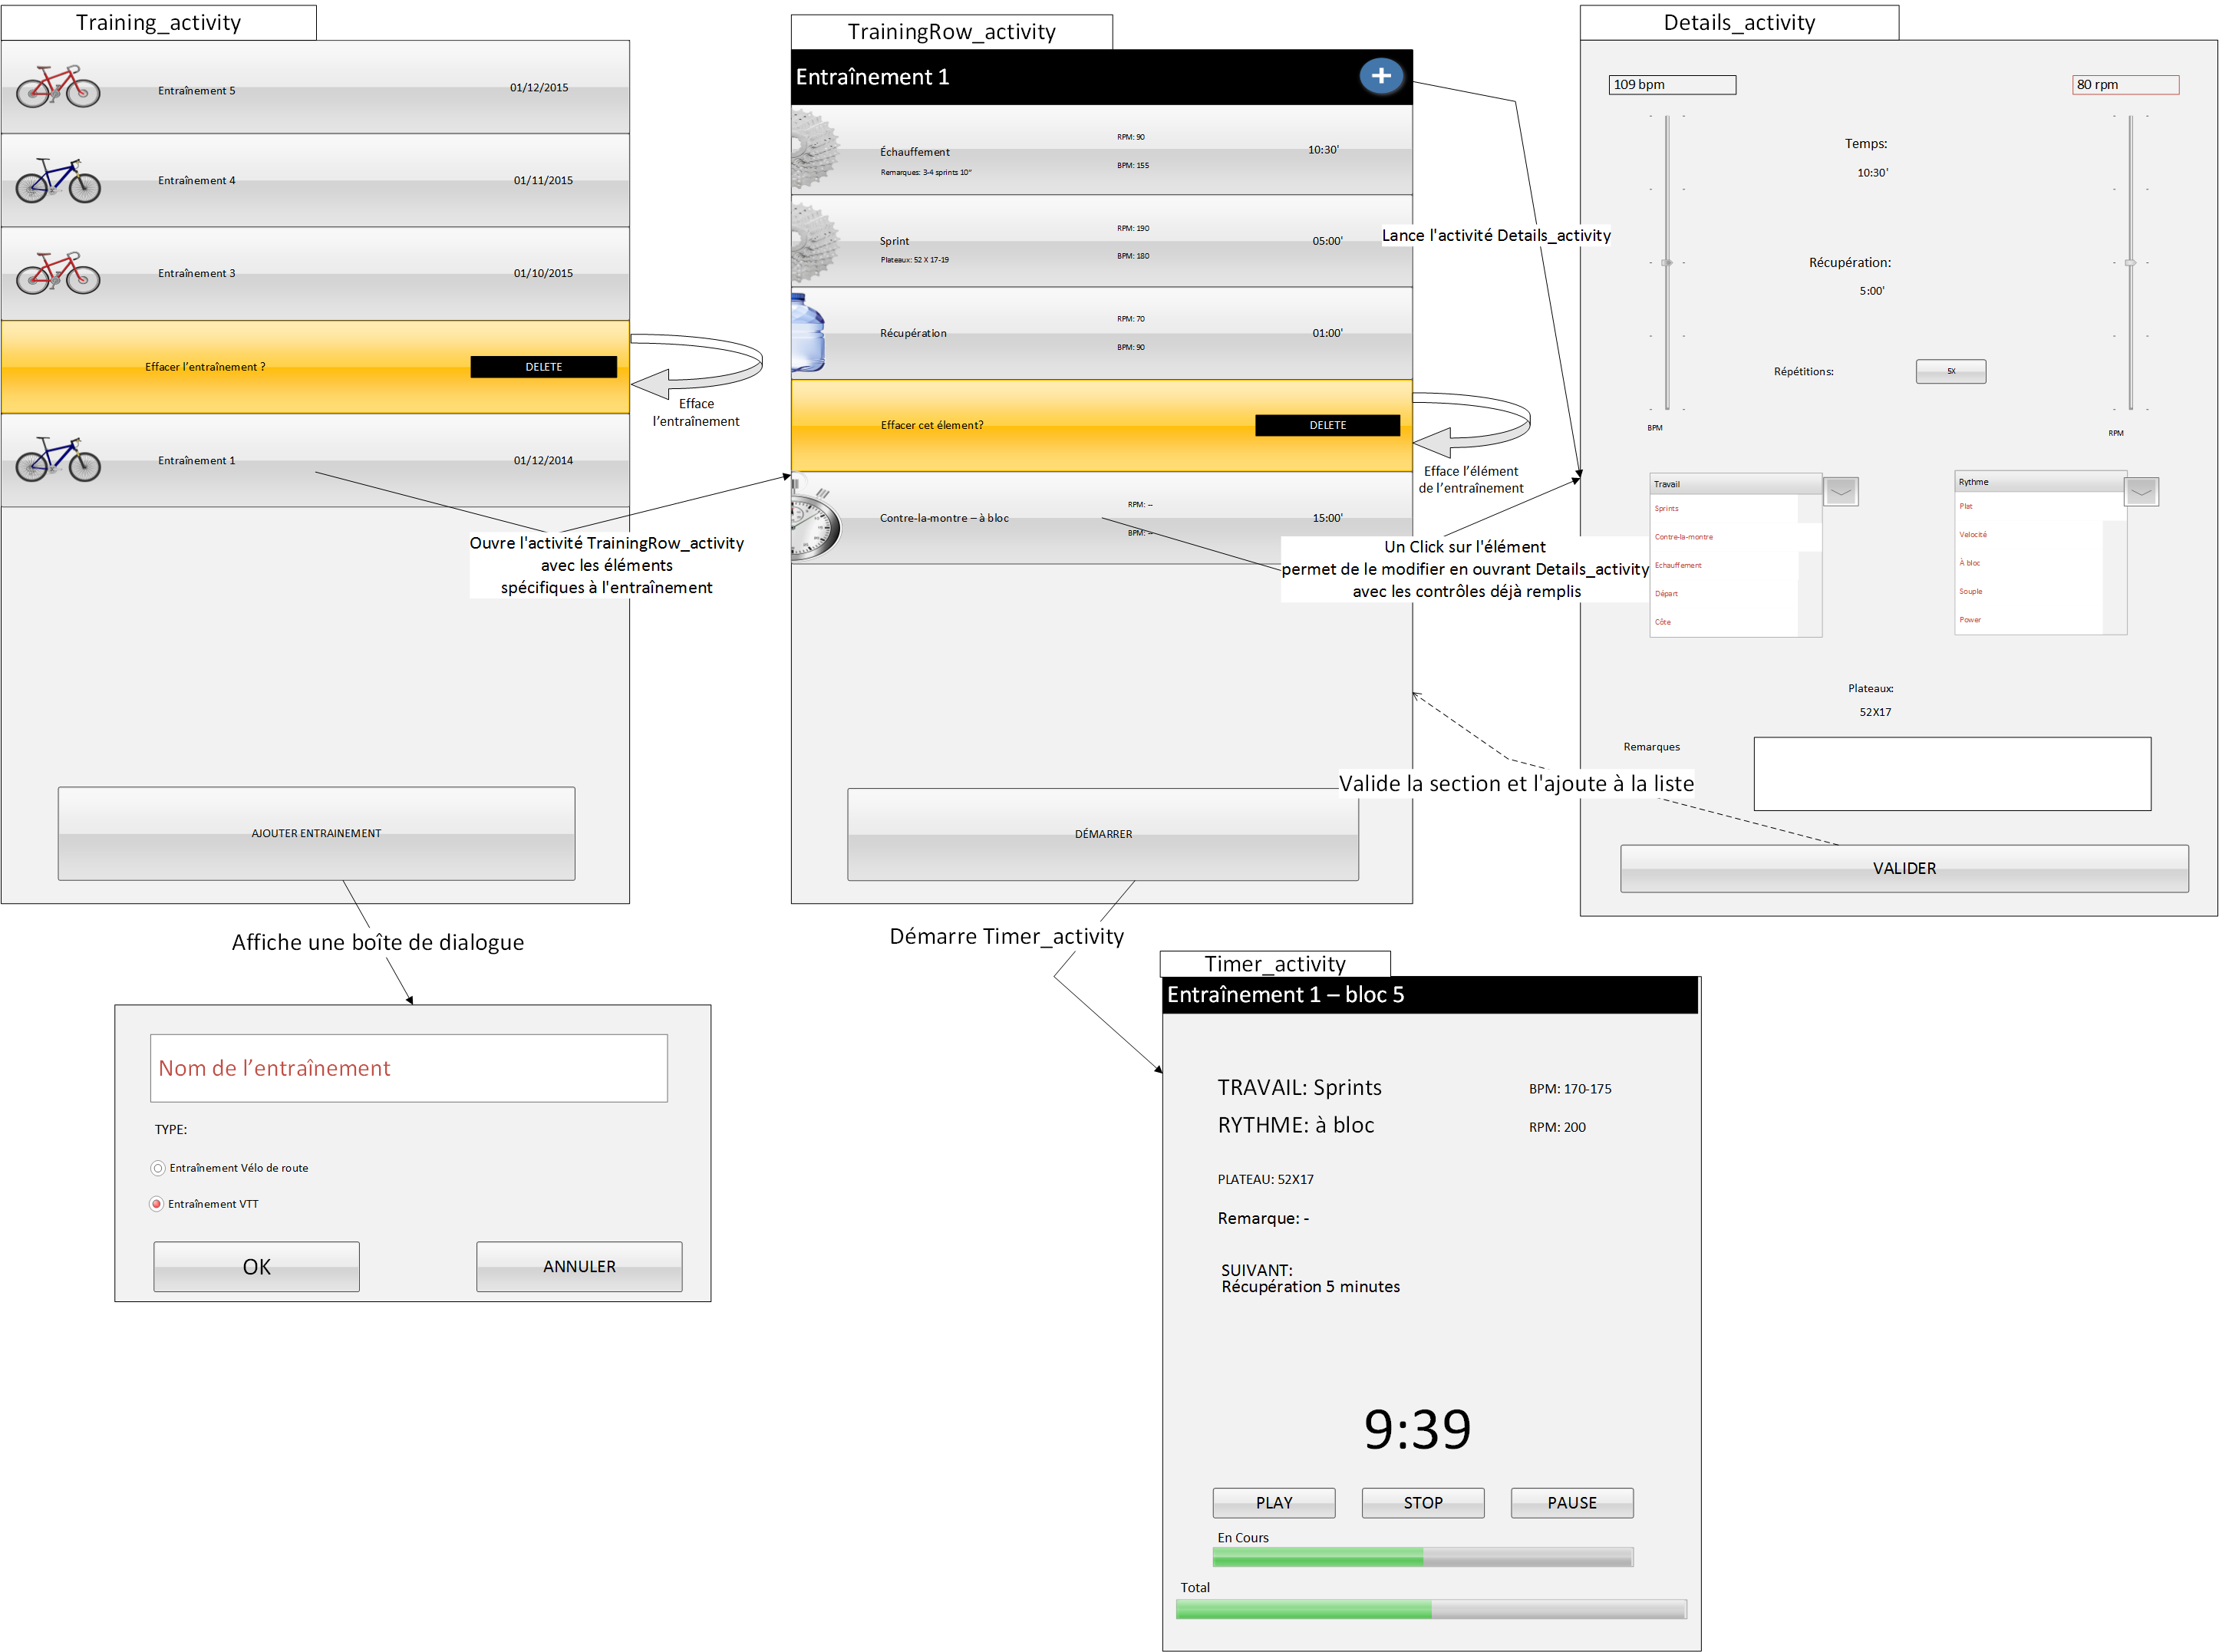 Training_activity
Entraînement 5
01/12/2015
Entraînement 4
01/11/2015
Entraînement 3
01/10/2015
Effacer l’entraînement ?
DELETE
Efface
l’entraînement
Entraînement 1
01/12/2014
Ouvre l'activité TrainingRow_activity
avec les éléments
spécifiques à l'entraînement
AJOUTER ENTRAINEMENT
Affiche une boîte de dialogue
Nom de l’entraînement
TYPE:
Entraînement Vélo de route
Entraînement VTT
OK
ANNULER
TrainingRow_activity
Entraînement 1
+
Échauffement
Remarques: 3-4 sprints 10”
RPM: 90
BPM: 155
10:30'
Sprint
Plateaux: 52 X 17-19
RPM: 190
BPM: 180
05:00'
Récupération
RPM: 70
BPM: 90
01:00'
Effacer cet élement?
DELETE
Efface l’élément
de l’entraînement
Contre-la-montre – à bloc
RPM: --
BPM: --
15:00'
Lance l'activité Details_activity
Un Click sur l'élément
permet de le modifier en ouvrant Details_activity
avec les contrôles déjà remplis
Valide la section et l'ajoute à la liste
DÉMARRER
Démarre Timer_activity
Details_activity
109 bpm
80 rpm
Temps:
10:30'
Récupération:
5:00'
Répétitions:
5X
BPM
RPM
Travail
Sprints
Contre-la-montre
Echauffement
Départ
Côte
Rythme
Plat
Velocité
À bloc
Souple
Power
Plateaux:
52X17
Remarques
VALIDER
Timer_activity
Entraînement 1 – bloc 5
TRAVAIL: Sprints
BPM: 170-175
RYTHME: à bloc
RPM: 200
PLATEAU: 52X17
Remarque: -
SUIVANT:
Récupération 5 minutes
9:39
PLAY
STOP
PAUSE
En Cours
Total